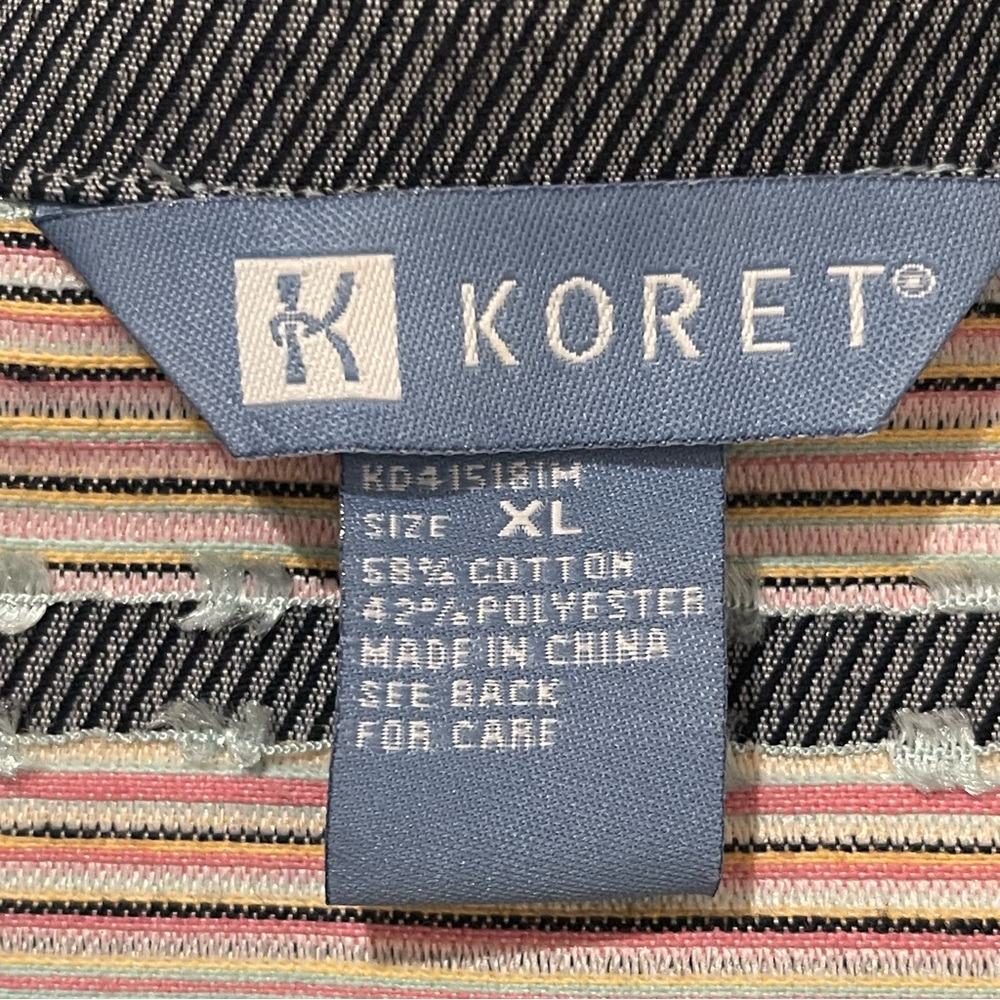 K KORET®
KD415181M
SIZE XL
58% COTTON
42% POLYESTER
MADE IN CHINA
SEE BACK
FOR CARE